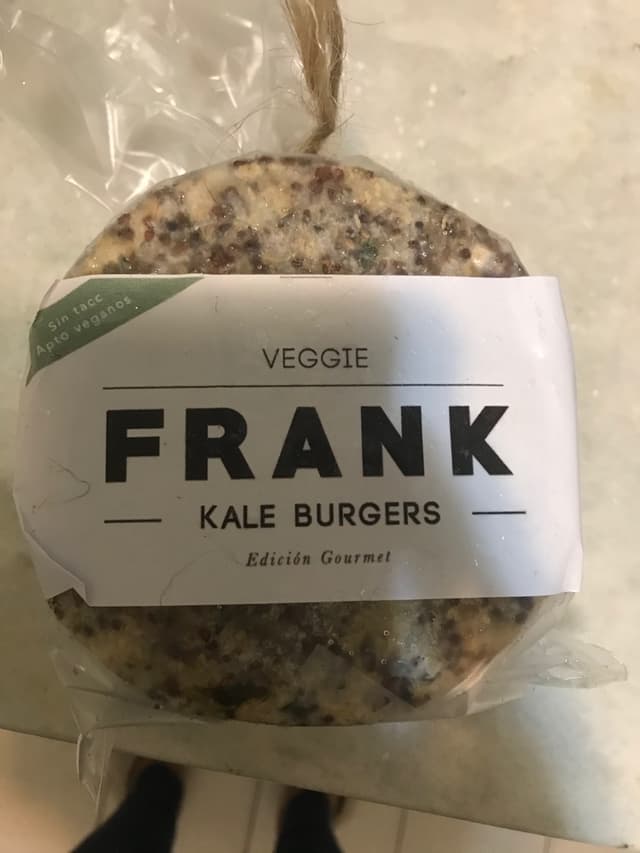 Sin tacc
Apto veganos
VEGGIE
FRANK
KALE BURGERS
Edición Gourmet